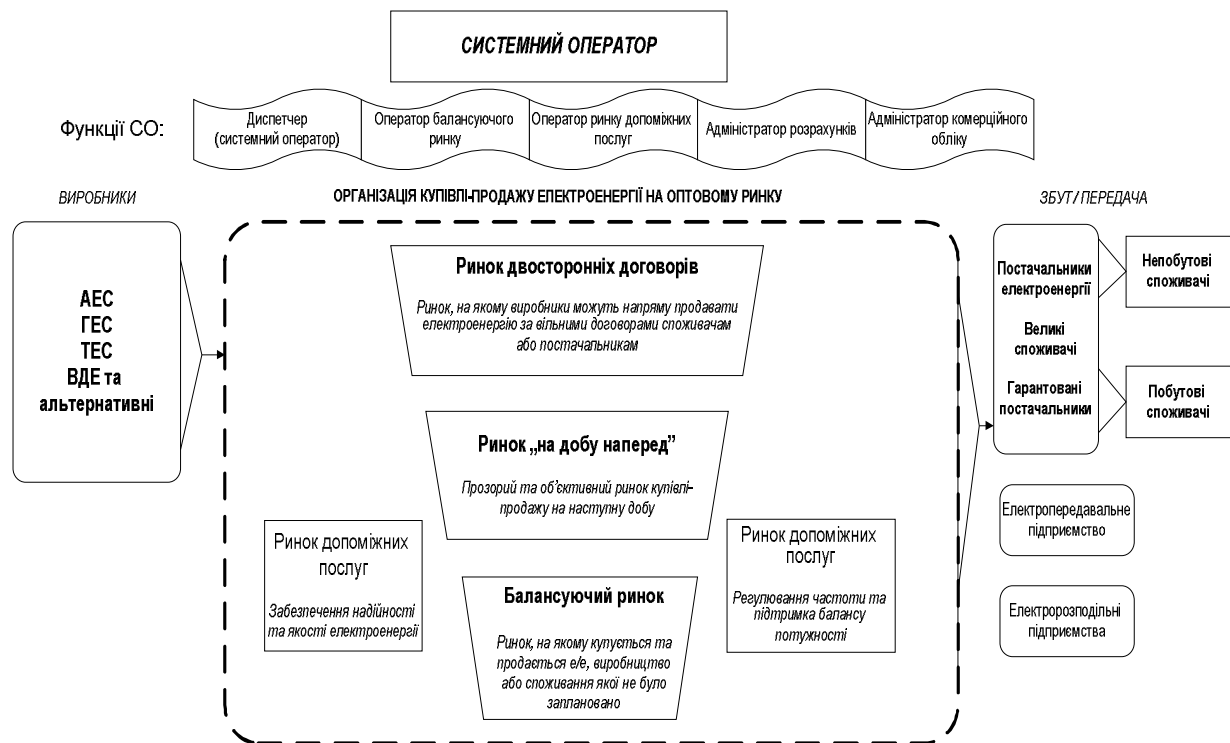 СИСТЕМНИЙ ОПЕРАТОР
Функції СО:
Диспетчер
(системний оператор)
Оператор балансуючого
ринку
Оператор ринку допоміжних
послуг
Адміністратор розрахунків
Адміністратор комерційного
обліку
ВИРОБНИКИ
ОРГАНІЗАЦІЯ КУПІВЛІ-ПРОДАЖУ ЕЛЕКТРОЕНЕРГІЇ НА ОПТОВОМУ РИНКУ
ЗБУТ / ПЕРЕДАЧА
АЕС
ГЕС
ТЕС
ВДЕ та
альтернативні
Ринок двосторонніх договорів
Ринок, на якому виробники можуть напряму продавати
електроенергію за вільними договорами споживачам
або постачальникам
Ринок „на добу наперед”
Прозорий та об’єктивний ринок купівлі-
продажу на наступну добу
Ринок допоміжних
послуг
Забезпечення надійності
та якості електроенергії
Балансуючий ринок
Ринок, на якому купується та
продається е/е, виробництво
або споживання якої не було
заплановано
Ринок допоміжних
послуг
Регулювання частоти та
підтримка балансу
потужності
Постачальники
електроенергії
Великі
споживачі
Гарантовані
постачальники
Непобутові
споживачі
Побутові
споживачі
Електропередавальне
підприємство
Електророзподільні
підприємства